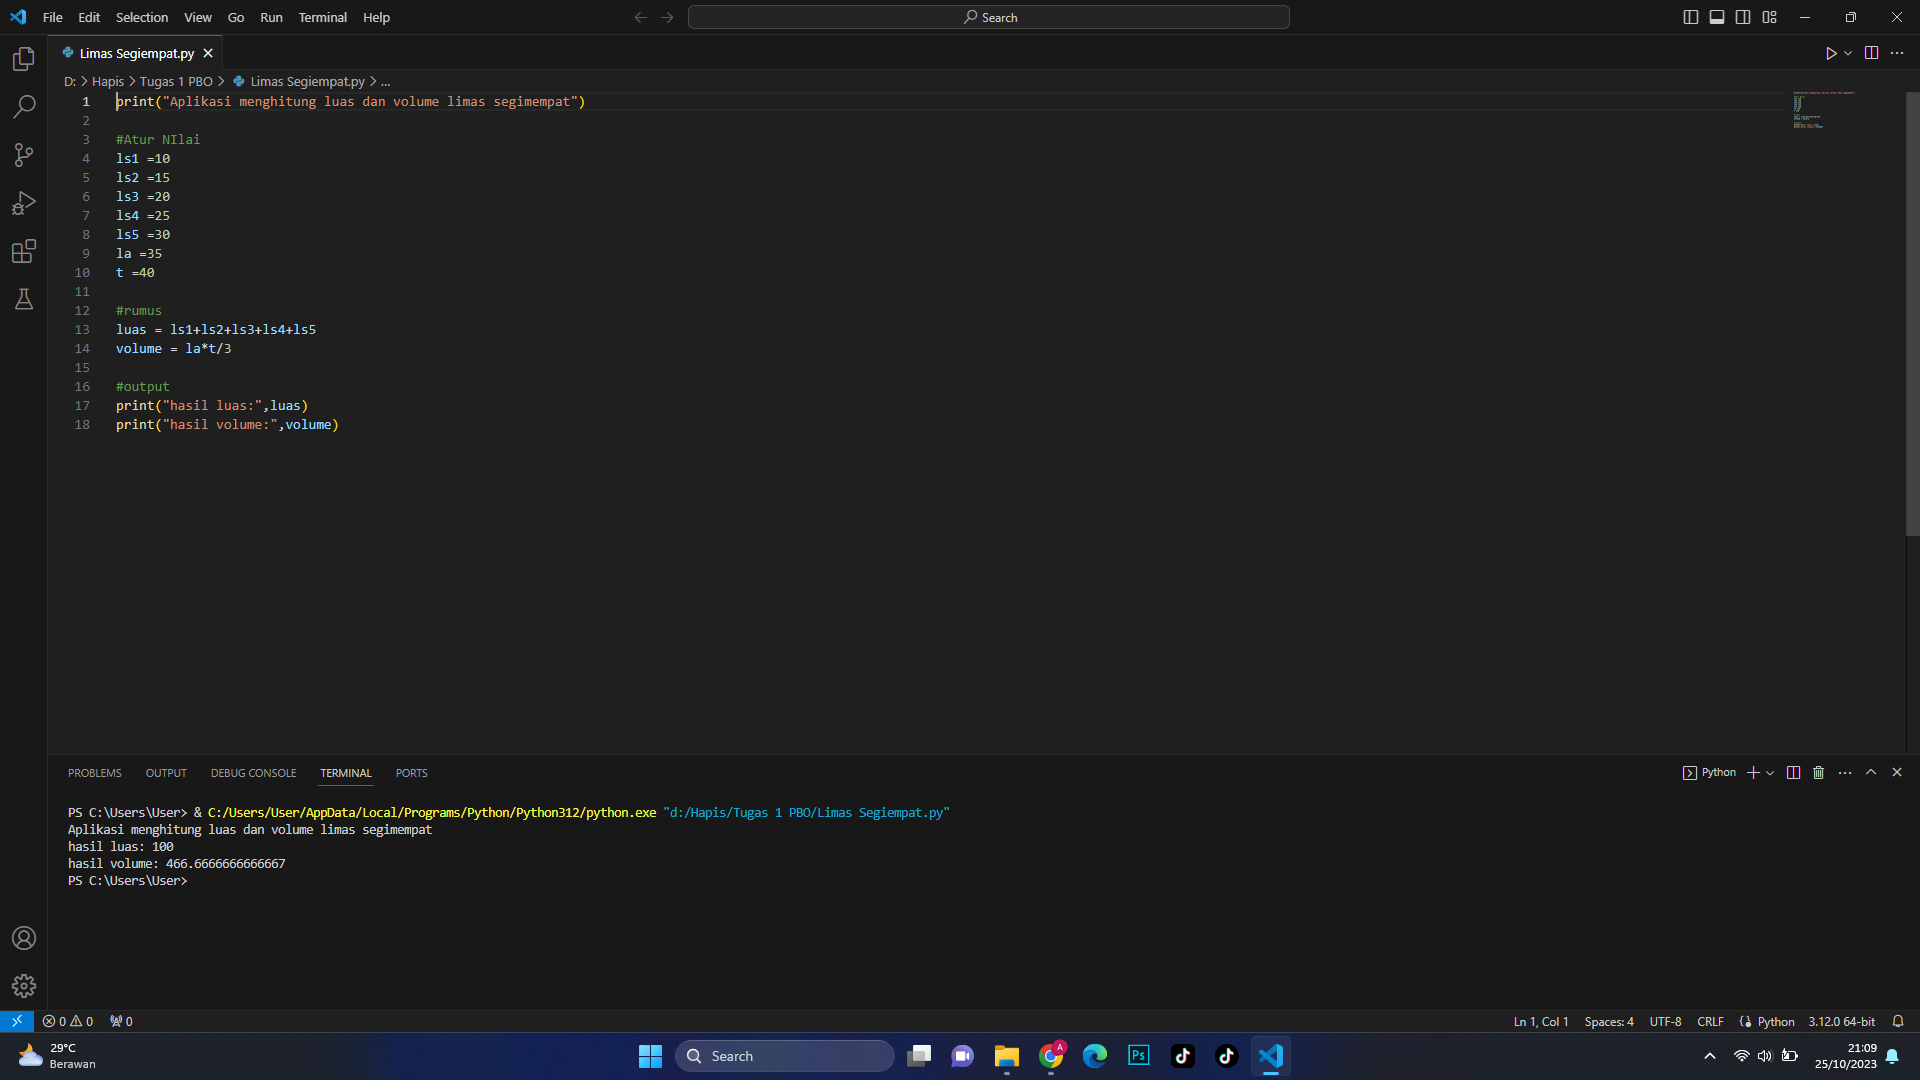 File Edit Selection View Go Run Terminal Help
Search
Limas Segiempat.py
D: > Hapis > Tugas 1 PBO > Limas Segiempat.py > ...
1 print("Aplikasi menghitung luas dan volume limas segimempat")
2
3 #Atur NIlai
4 ls1 =10
5 ls2 =15
6 ls3 =20
7 ls4 =25
8 ls5 =30
9 la =35
10 t =40
11
12 #rumus
13 luas = ls1+ls2+ls3+ls4+ls5
14 volume = la*t/3
15
16 #output
17 print("hasil luas:",luas)
18 print("hasil volume:",volume)
PROBLEMS OUTPUT DEBUG CONSOLE TERMINAL PORTS
Python
PS C:\Users\User> & C:/Users/User/AppData/Local/Programs/Python/Python312/python.exe "d:/Hapis/Tugas 1 PBO/Limas Segiempat.py"
Aplikasi menghitung luas dan volume limas segimempat
hasil luas: 100
hasil volume: 466.6666666666667
PS C:\Users\User>
0 0 0
Ln 1, Col 1 Spaces: 4 UTF-8 CRLF Python 3.12.0 64-bit
29°C
Berawan
Search
A
Ps
21:09
25/10/2023